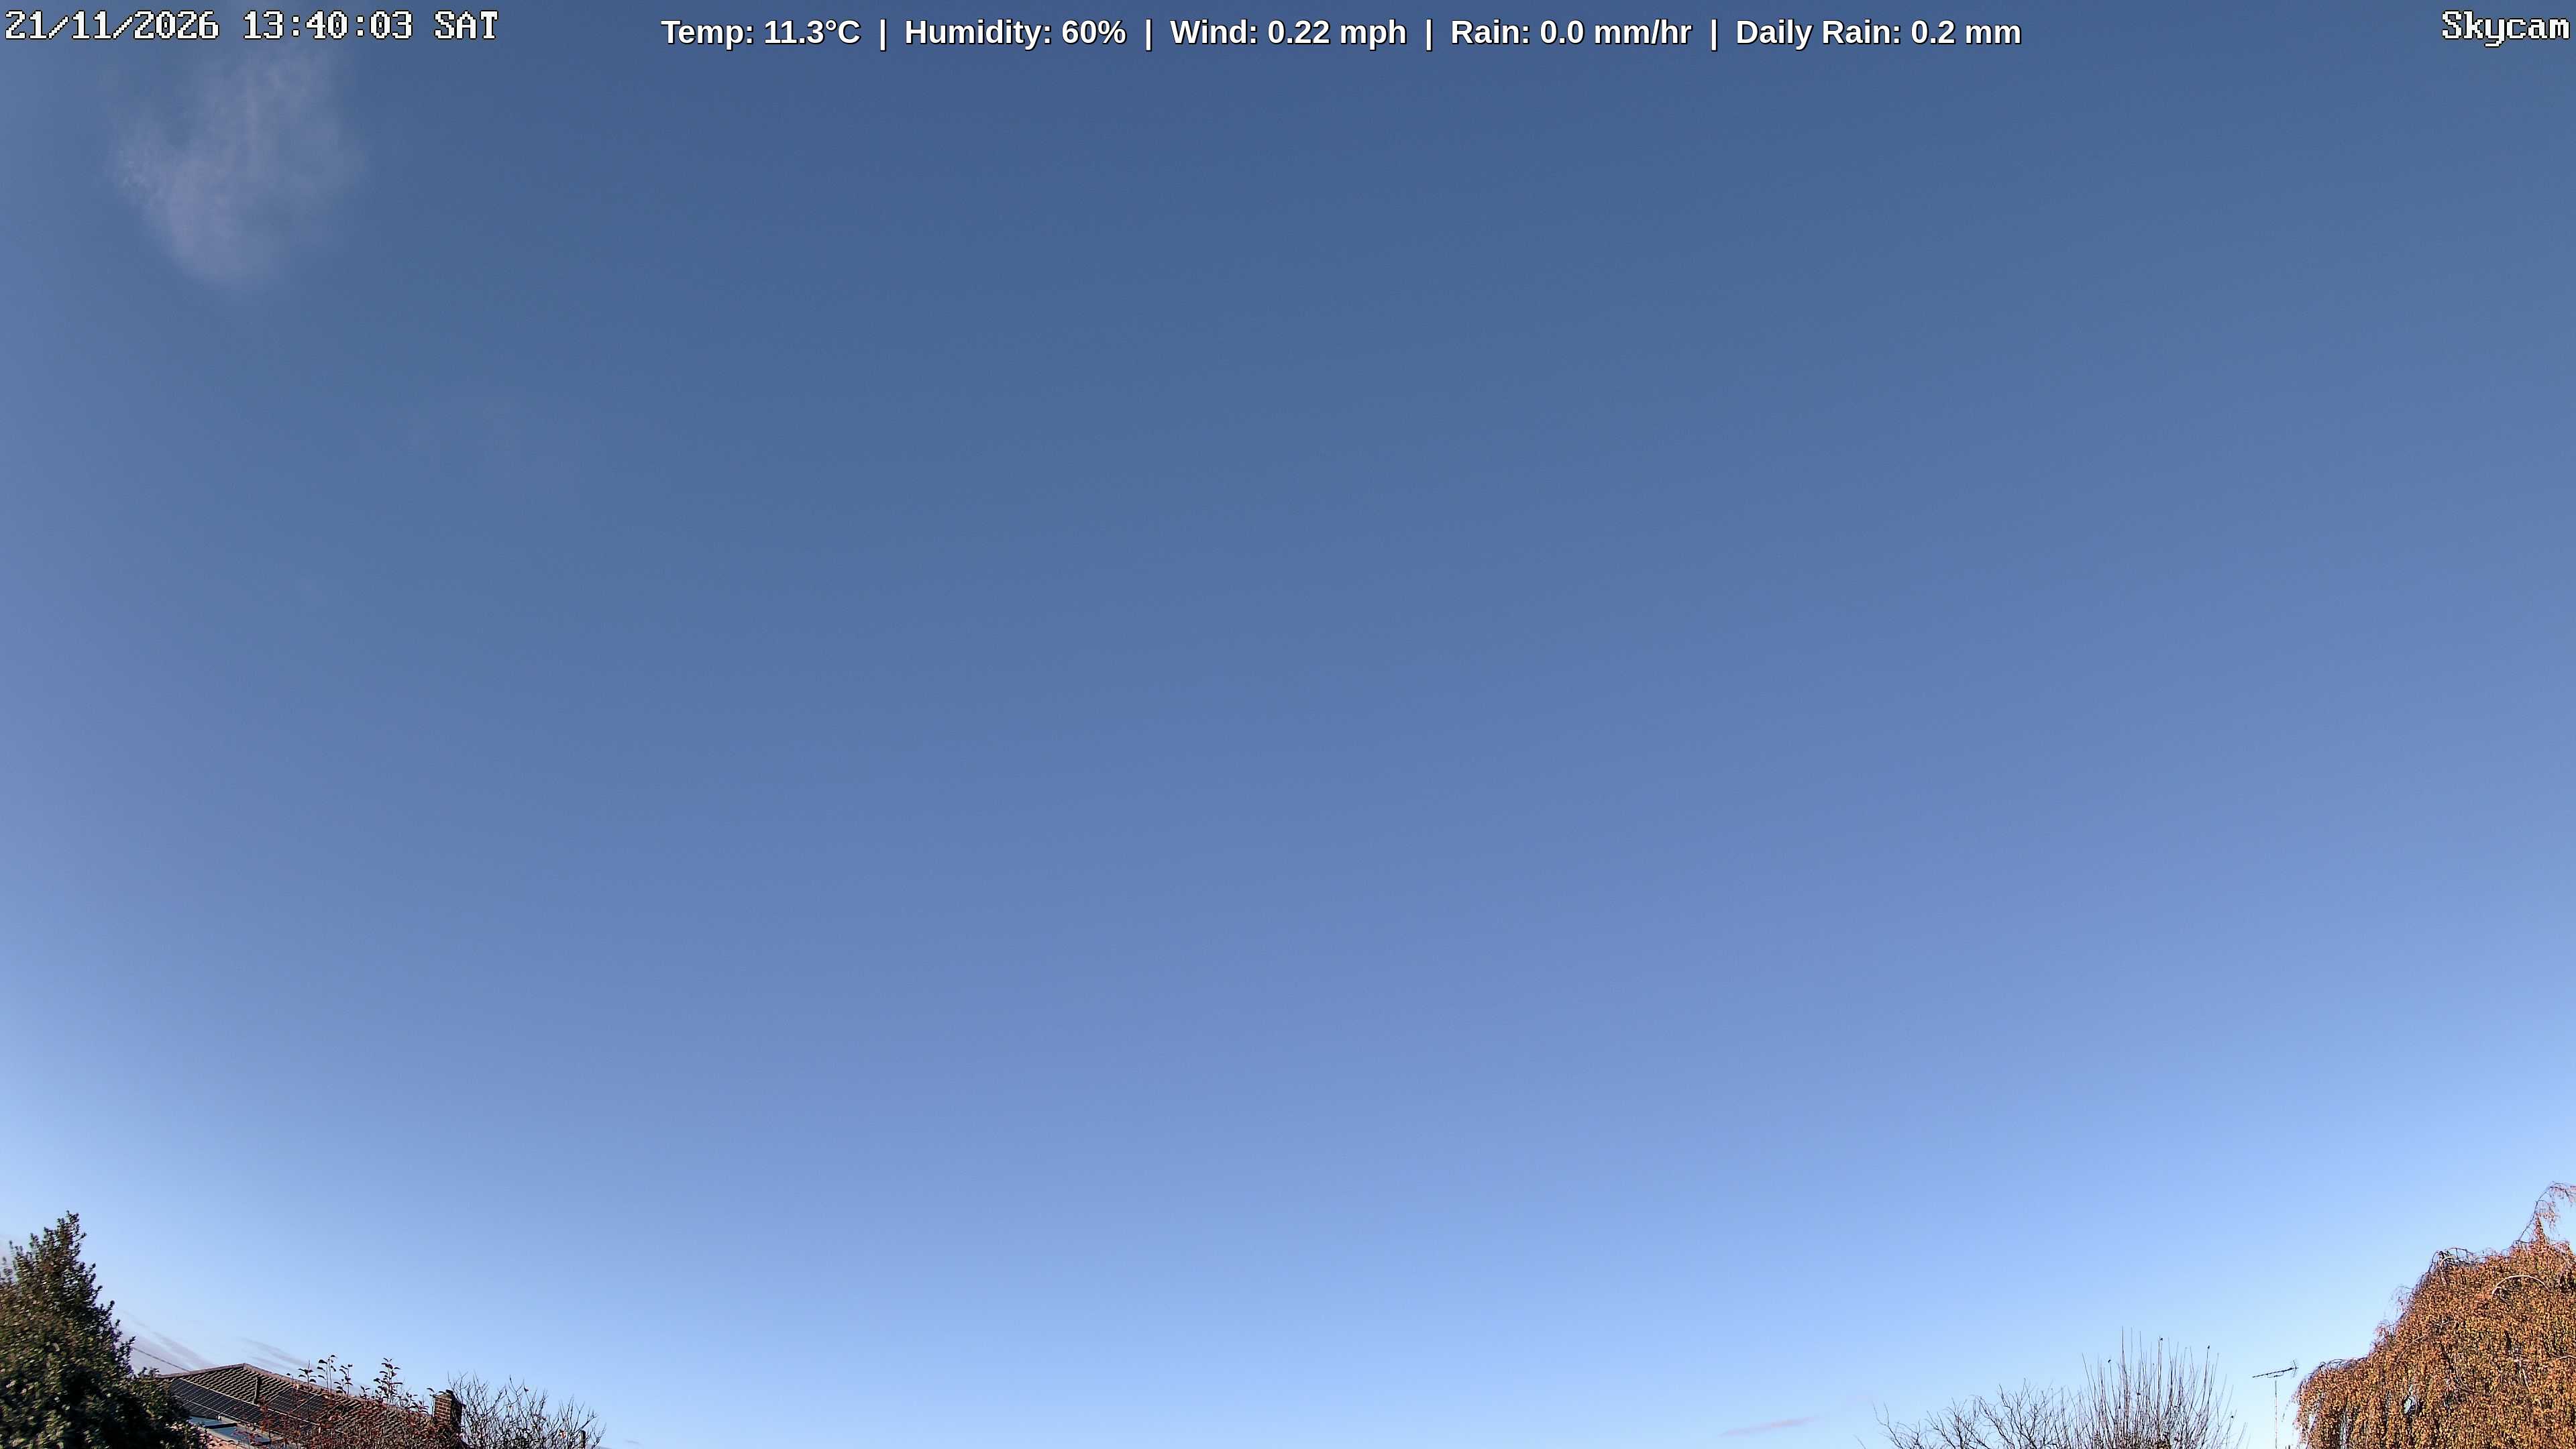 21/11/2026 13:40:03 SAT
Temp: 11.3°C | Humidity: 60% | Wind: 0.22 mph | Rain: 0.0 mm/hr | Daily Rain: 0.2 mm
Skycam